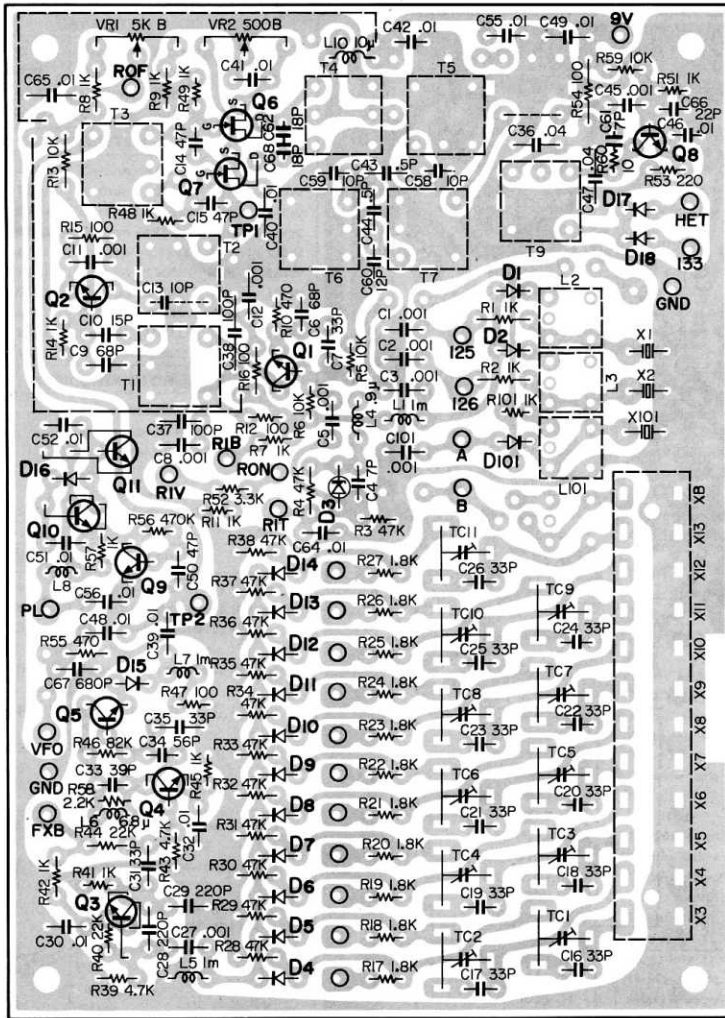 VR1 5K B
VR2 500B
L10 10μ
C42 .01
C55 .01
C49 .01
9V
C65 .01
R8 1K
ROF
R9 1K
R49 1K
C41 .01
T4
T5
R59 10K
R54 100
C45 .001
R51 1K
C66 22P
T3
Q6
S
D
G
C62 18P
C68 18P
C14 47P
C36 .04
C61 7P
C46 .01
Q8
R13 10K
Q7
G
S
D
C59 10P
C43 .5P
C58 10P
C47 .04
R60 10
R53 220
D17
HET
R48 1K
C15 47P
TP1
C40 .01
C44 .5P
R15 100
C11 .001
T2
T9
D18
133
T6
C60 12P
T7
GND
Q2
C13 10P
C12 .001
R10 470
C6 68P
D1
L2
C10 15P
R14 1K
C9 68P
T1
C38 100P
R16 100
Q1
C7 33P
R5 10K
C1 .001
R1 1K
D2
125
X1
C2 .001
C3 .001
R2 1K
L3
X2
R6 10K
C5 .001
L4 .9μ
L1 1m
126
R101 1K
X101
C52 .01
C37 100P
R12 100
R7 1K
C101 .001
A
D101
L101
Q11
C8 .001
R1B
RON
D16
R1V
R52 3.3K
R11 1K
R4 47K
D3
C4 7P
B
R1T
R3 47K
Q10
R56 470K
C51 .01
R57 1K
L8
Q9
C50 47P
R38 47K
C64 .01
D14
R27 1.8K
TC11
C26 33P
R37 47K
C56 .01
PL
C48 .01
C39 .01
TP2
D13
R26 1.8K
TC10
C25 33P
TC9
C24 33P
R36 47K
R55 470
C67 680P
D15
L7 1m
R35 47K
D12
R25 1.8K
R34 47K
D11
R24 1.8K
TC8
C23 33P
TC7
C22 33P
Q5
R47 100
C35 33P
D10
R23 1.8K
VFO
R46 82K
C34 56P
R33 47K
D9
R22 1.8K
TC6
C21 33P
TC5
C20 33P
GND
C33 39P
R58 2.2K
Q4
R45 1K
R32 47K
D8
R21 1.8K
FXB
L6 6.8μ
R44 22K
C31 33P
R43 4.7K
C32 .01
R31 47K
D7
R20 1.8K
TC4
C19 33P
TC3
C18 33P
R42 1K
R41 1K
R30 47K
D6
R19 1.8K
Q3
C29 220P
R29 47K
D5
R18 1.8K
TC2
C17 33P
TC1
C16 33P
C30 .01
R40 22K
C28 220P
C27 .001
R28 47K
R39 4.7K
L5 1m
D4
R17 1.8K
XB
X13
X12
X11
X10
X9
X8
X7
X6
X5
X4
X3